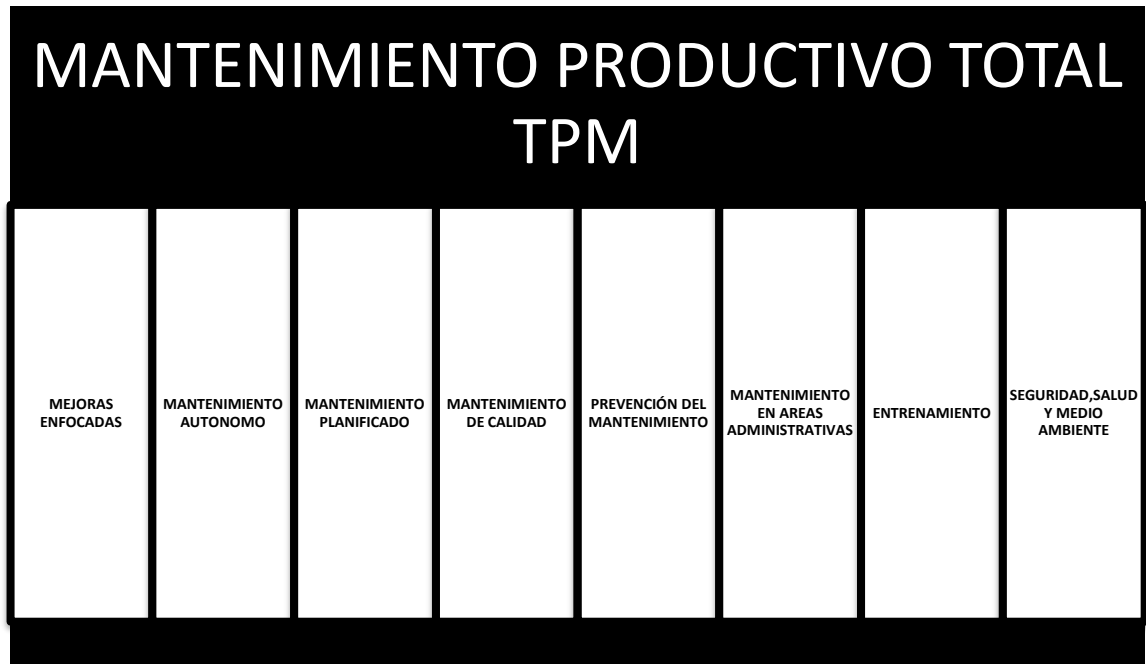 MANTENIMIENTO PRODUCTIVO TOTAL
TPM
MEJORAS
ENFOCADAS
MANTENIMIENTO
AUTONOMO
MANTENIMIENTO
PLANIFICADO
MANTENIMIENTO
DE CALIDAD
PREVENCIÓN DEL
MANTENIMIENTO
MANTENIMIENTO
EN AREAS
ADMINISTRATIVAS
ENTRENAMIENTO
SEGURIDAD,SALUD
Y MEDIO
AMBIENTE